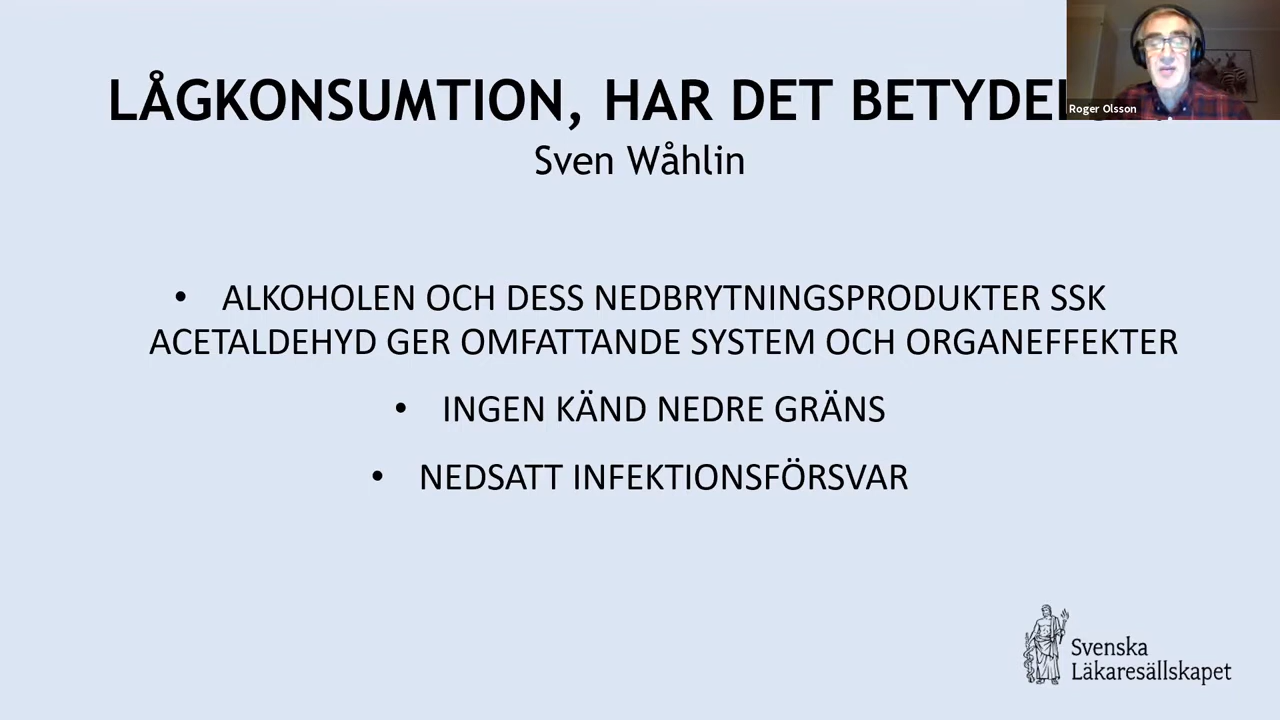 LÅGKONSUMTION, HAR DET
Roger Olsson
Sven Wåhlin
• ALKOHOLEN OCH DESS NEDBRYTNINGSPRODUKTER SSK
ACETALDEHYD GER OMFATTANDE SYSTEM OCH ORGANEFFEKTER
• INGEN KÄND NEDRE GRÄNS
• NEDSATT INFEKTIONSFÖRSVAR
Svenska
Läkaresällskapet